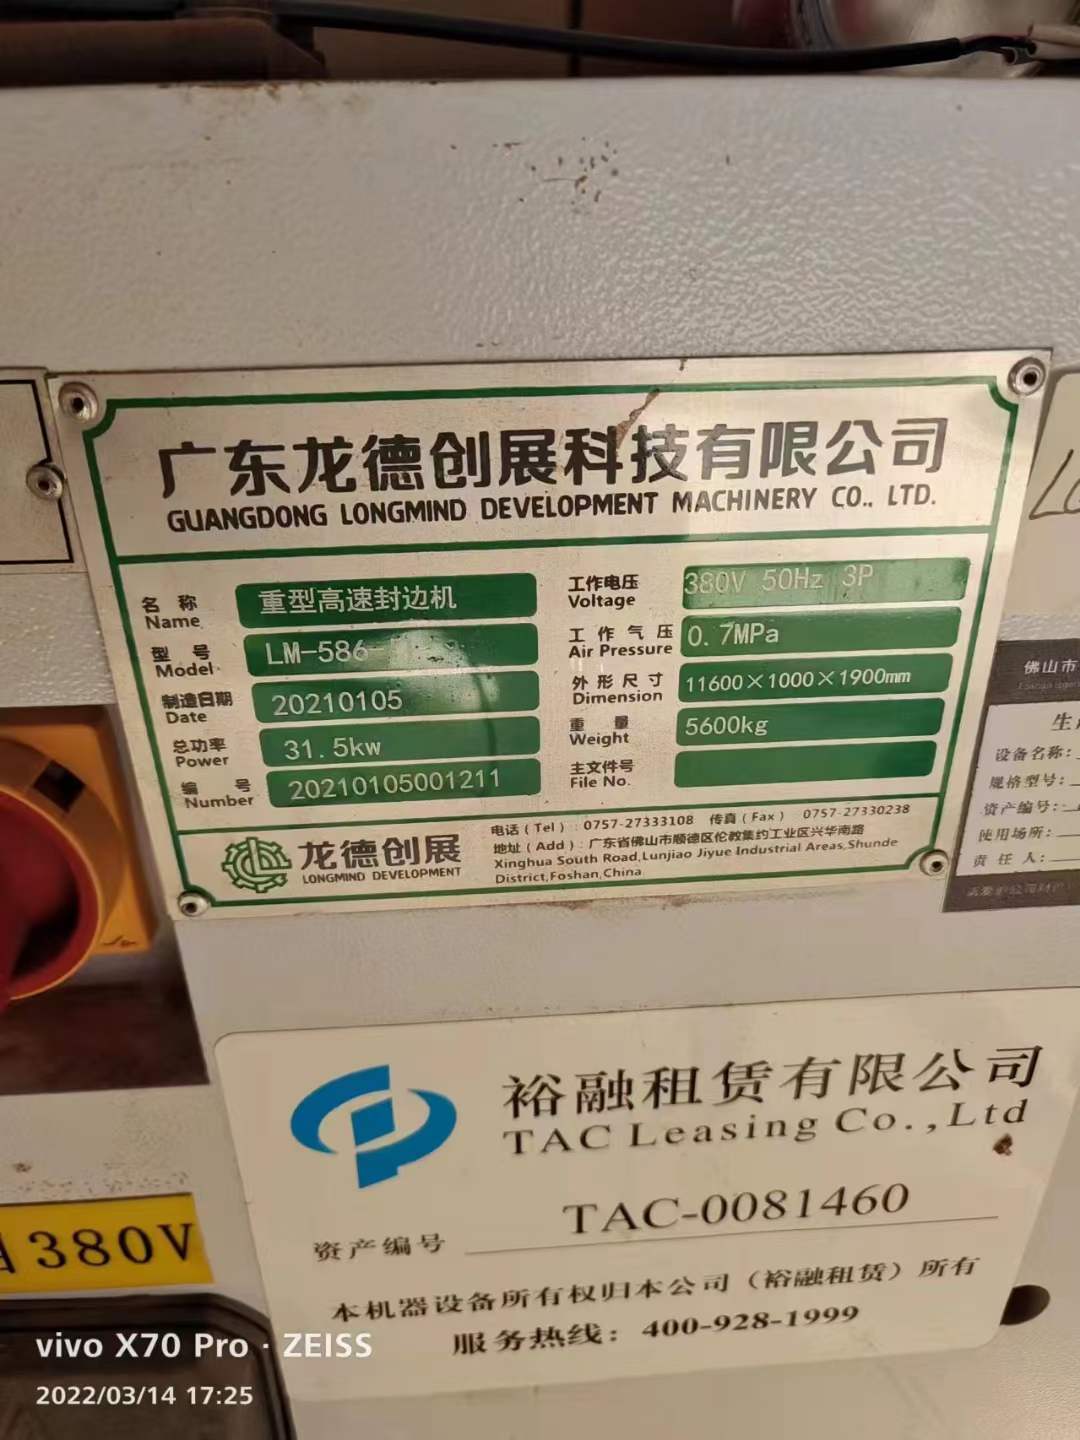 广东龙德创展科技有限公司
GUANGDONG LONGMIND DEVELOPMENT MACHINERY CO., LTD.
名称 Name 重型高速封边机
型号 Model LM-586-
制造日期 Date 20210105
总功率 Power 31.5kw
编号 Number 20210105001211
工作电压 Voltage 380V 50Hz 3P
工作气压 Air Pressure 0.7MPa
外形尺寸 Dimension 11600×1000×1900mm
重量 Weight 5600kg
主文件号 File No.
龙德创展
LONGMIND DEVELOPMENT
电话（Tel）: 0757-27333108 传真（Fax） 0757-27330238
地址（Add）: 广东省佛山市顺德区伦教集约工业区兴华南路
Xinghua South Road,Lunjiao Jiyue Industrial Areas,Shunde
District,Foshan,China
佛山市
设备名称:
规格型号:
资产编号:
使用场所:
责任人:
裕融租赁有限公司
TAC Leasing Co.,Ltd
资产编号 TAC-0081460
本机器设备所有权归本公司（裕融租赁）所有
服务热线: 400-928-1999
380V
vivo X70 Pro · ZEISS
2022/03/14 17:25